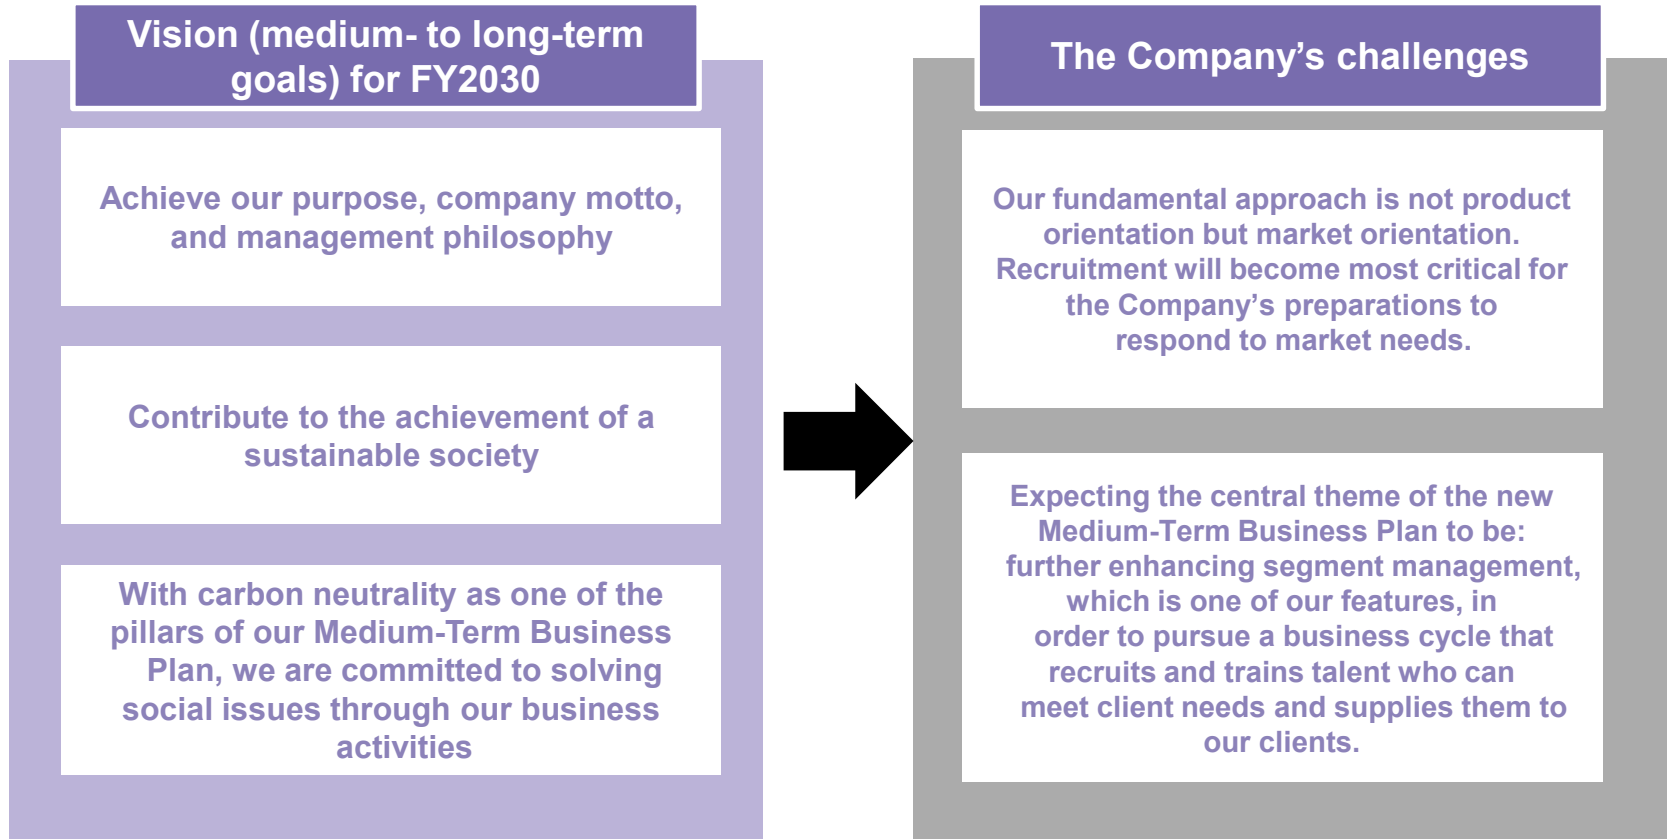 Vision (medium- to long-term
goals) for FY2030
Achieve our purpose, company motto,
and management philosophy
Contribute to the achievement of a
sustainable society
With carbon neutrality as one of the
pillars of our Medium-Term Business
Plan, we are committed to solving
social issues through our business
activities
The Company’s challenges
Our fundamental approach is not product
orientation but market orientation.
Recruitment will become most critical for
the Company’s preparations to
respond to market needs.
Expecting the central theme of the new
Medium-Term Business Plan to be:
further enhancing segment management,
which is one of our features, in
order to pursue a business cycle that
recruits and trains talent who can
meet client needs and supplies them to
our clients.